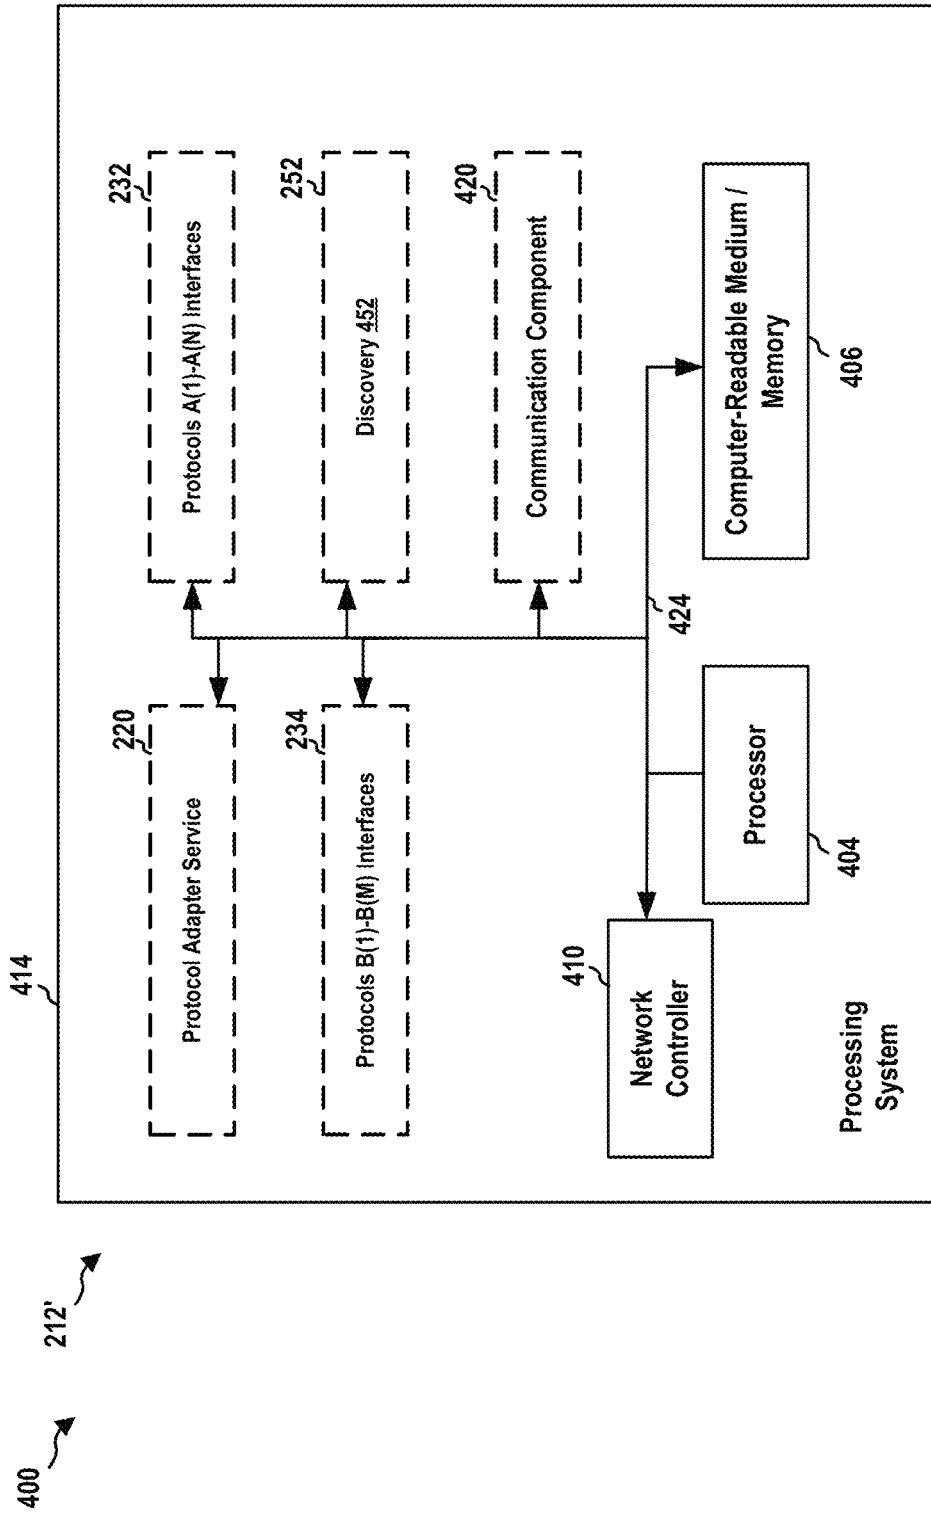 400
212'
414
220
232
Protocol Adapter Service
Protocols A(1)-A(N) Interfaces
234
252
Protocols B(1)-B(M) Interfaces
Discovery 452
420
Communication Component
410
Network
Controller
424
Processor
Computer-Readable Medium /
Memory
404
406
Processing
System